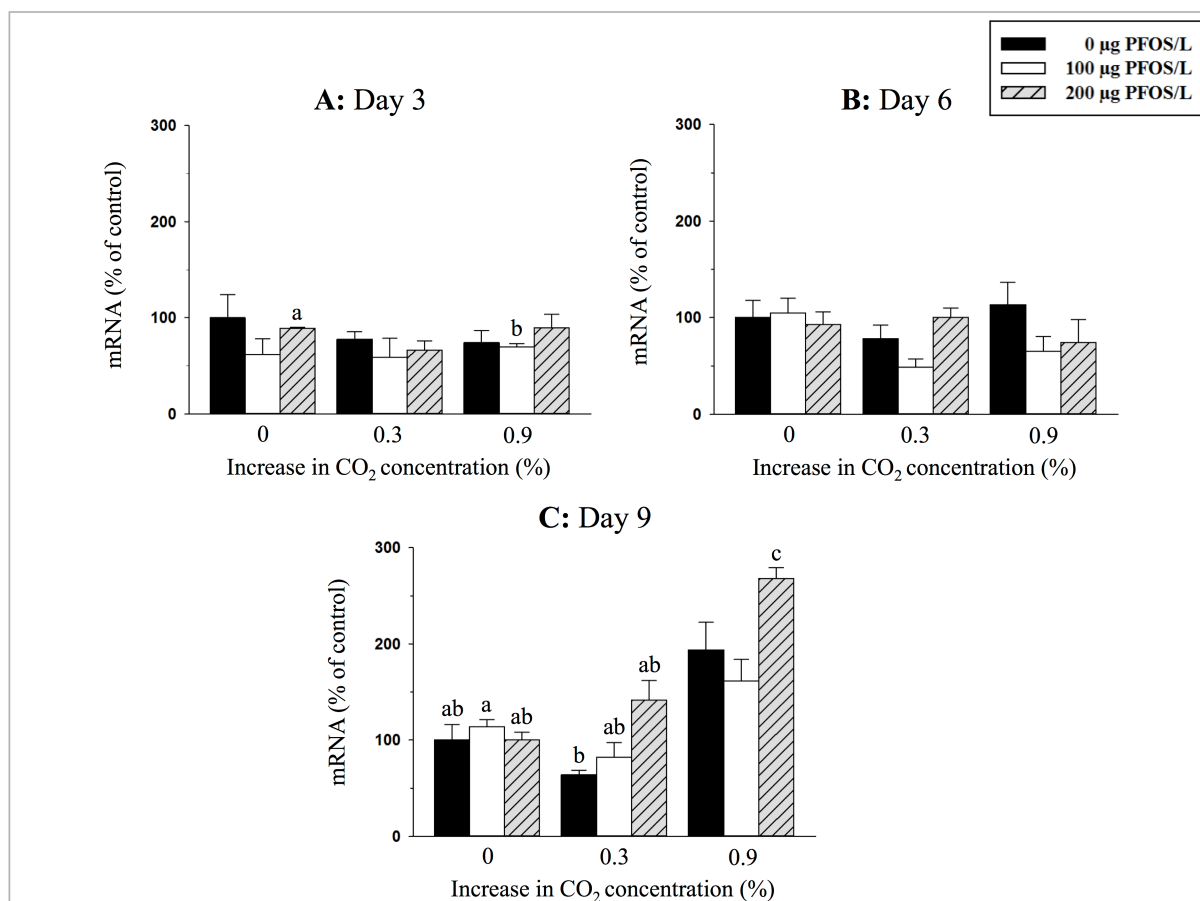 0 µg PFOS/L
100 µg PFOS/L
200 µg PFOS/L
A: Day 3
mRNA (% of control)
300
200
100
0
a
b
0 0.3 0.9
Increase in CO₂ concentration (%)
B: Day 6
mRNA (% of control)
300
200
100
0
0 0.3 0.9
Increase in CO₂ concentration (%)
C: Day 9
mRNA (% of control)
300
200
100
0
ab a ab
b ab ab
c
0 0.3 0.9
Increase in CO₂ concentration (%)